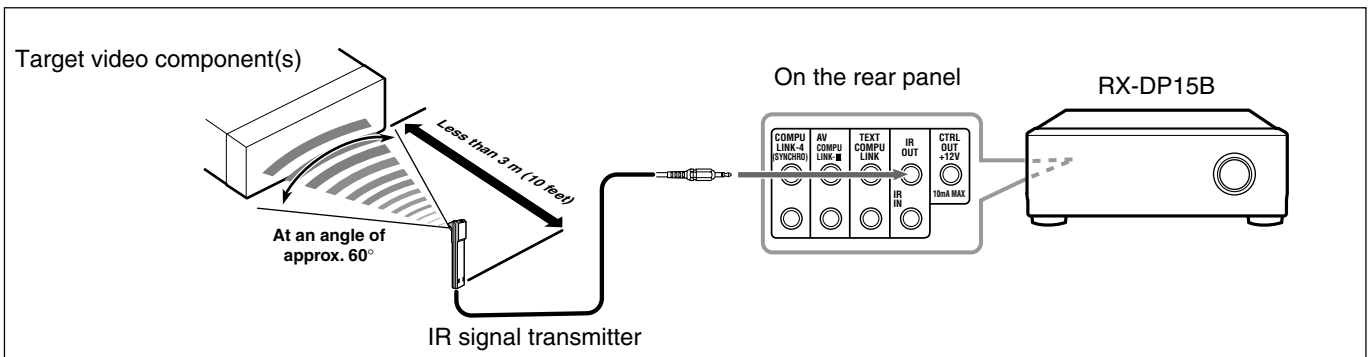 Target video component(s)
Less than 3 m (10 feet)
At an angle of
approx. 60°
IR signal transmitter
On the rear panel
COMPU
LINK-4
(SYNCHRO)
AV
COMPU
LINK-III
TEXT
COMPU
LINK
IR
OUT
IR
IN
CTRL
OUT
+12V
10mA MAX
RX-DP15B